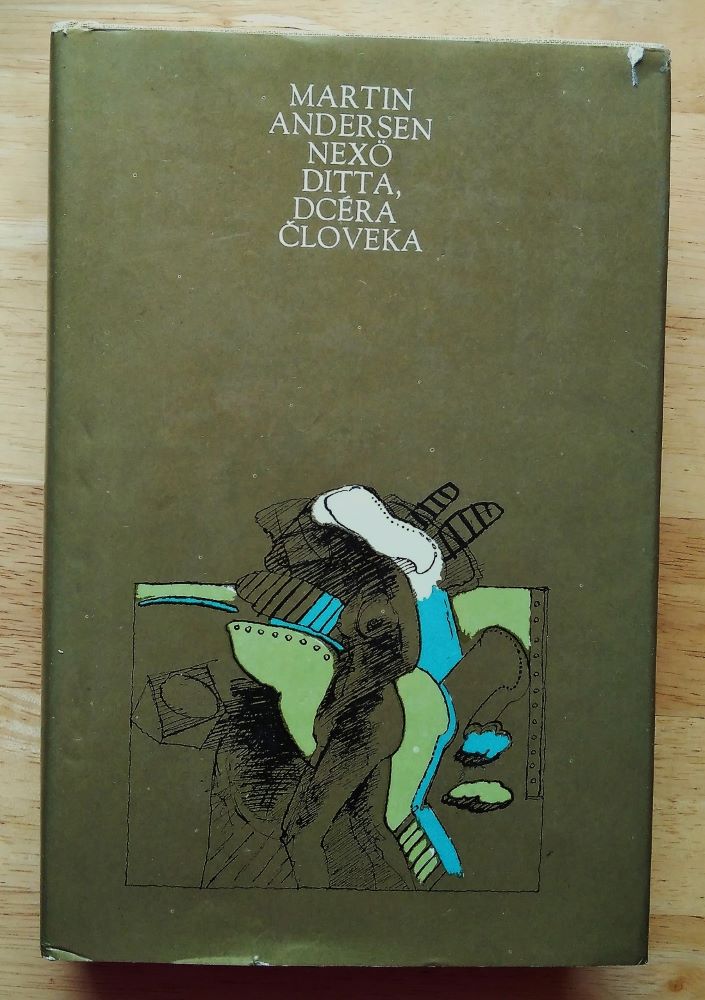 MARTIN
ANDERSEN
NEXÖ
DITTA,
DCÉRA
ČLOVEKA